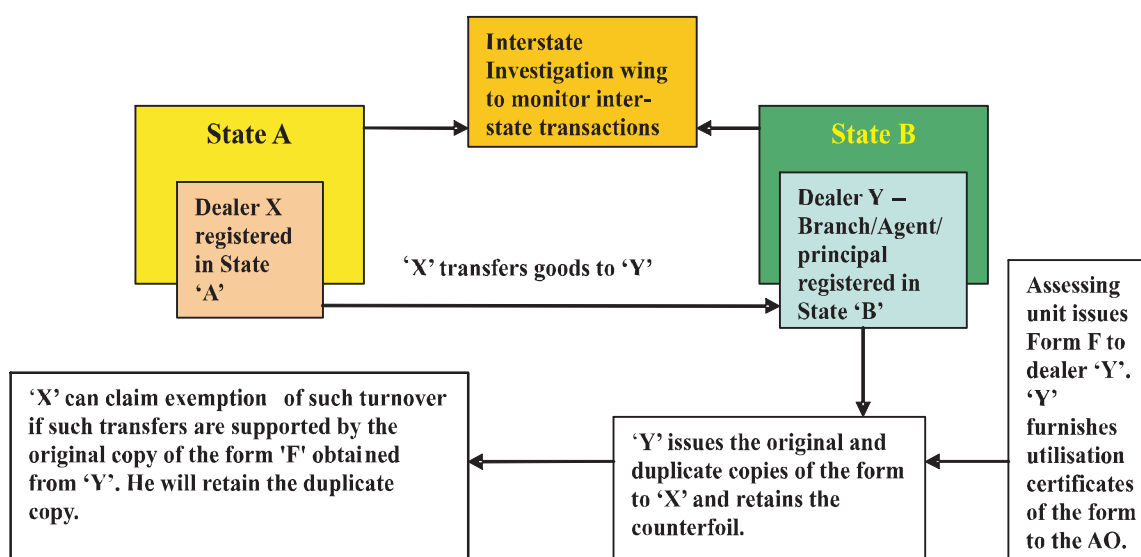 Interstate
Investigation wing
to monitor inter-
state transactions
State A
State B
Dealer X
registered
in State
‘A’
Dealer Y –
Branch/Agent/
principal
registered in
State ‘B’
‘X’ transfers goods to ‘Y’
Assessing
unit issues
Form F to
dealer ‘Y’.
‘Y’
furnishes
utilisation
certificates
of the form
to the AO.
‘X’ can claim exemption of such turnover
if such transfers are supported by the
original copy of the form 'F' obtained
from ‘Y’. He will retain the duplicate
copy.
‘Y’ issues the original and
duplicate copies of the form
to ‘X’ and retains the
counterfoil.